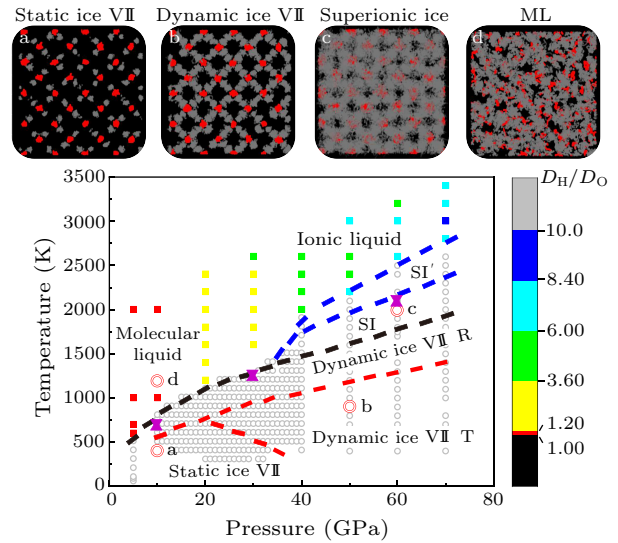 Static ice Ⅶ Dynamic ice Ⅶ Superionic ice ML
a b c d
D_H/D_O
10.0
8.40
6.00
3.60
1.20
1.00
Temperature (K)
3500
3000
2500
2000
1500
1000
500
0
Ionic liquid
SI′
SI
c
Molecular
liquid
d
Dynamic ice Ⅶ R
b
Dynamic ice Ⅶ T
a
Static ice Ⅶ
0 20 40 60 80
Pressure (GPa)